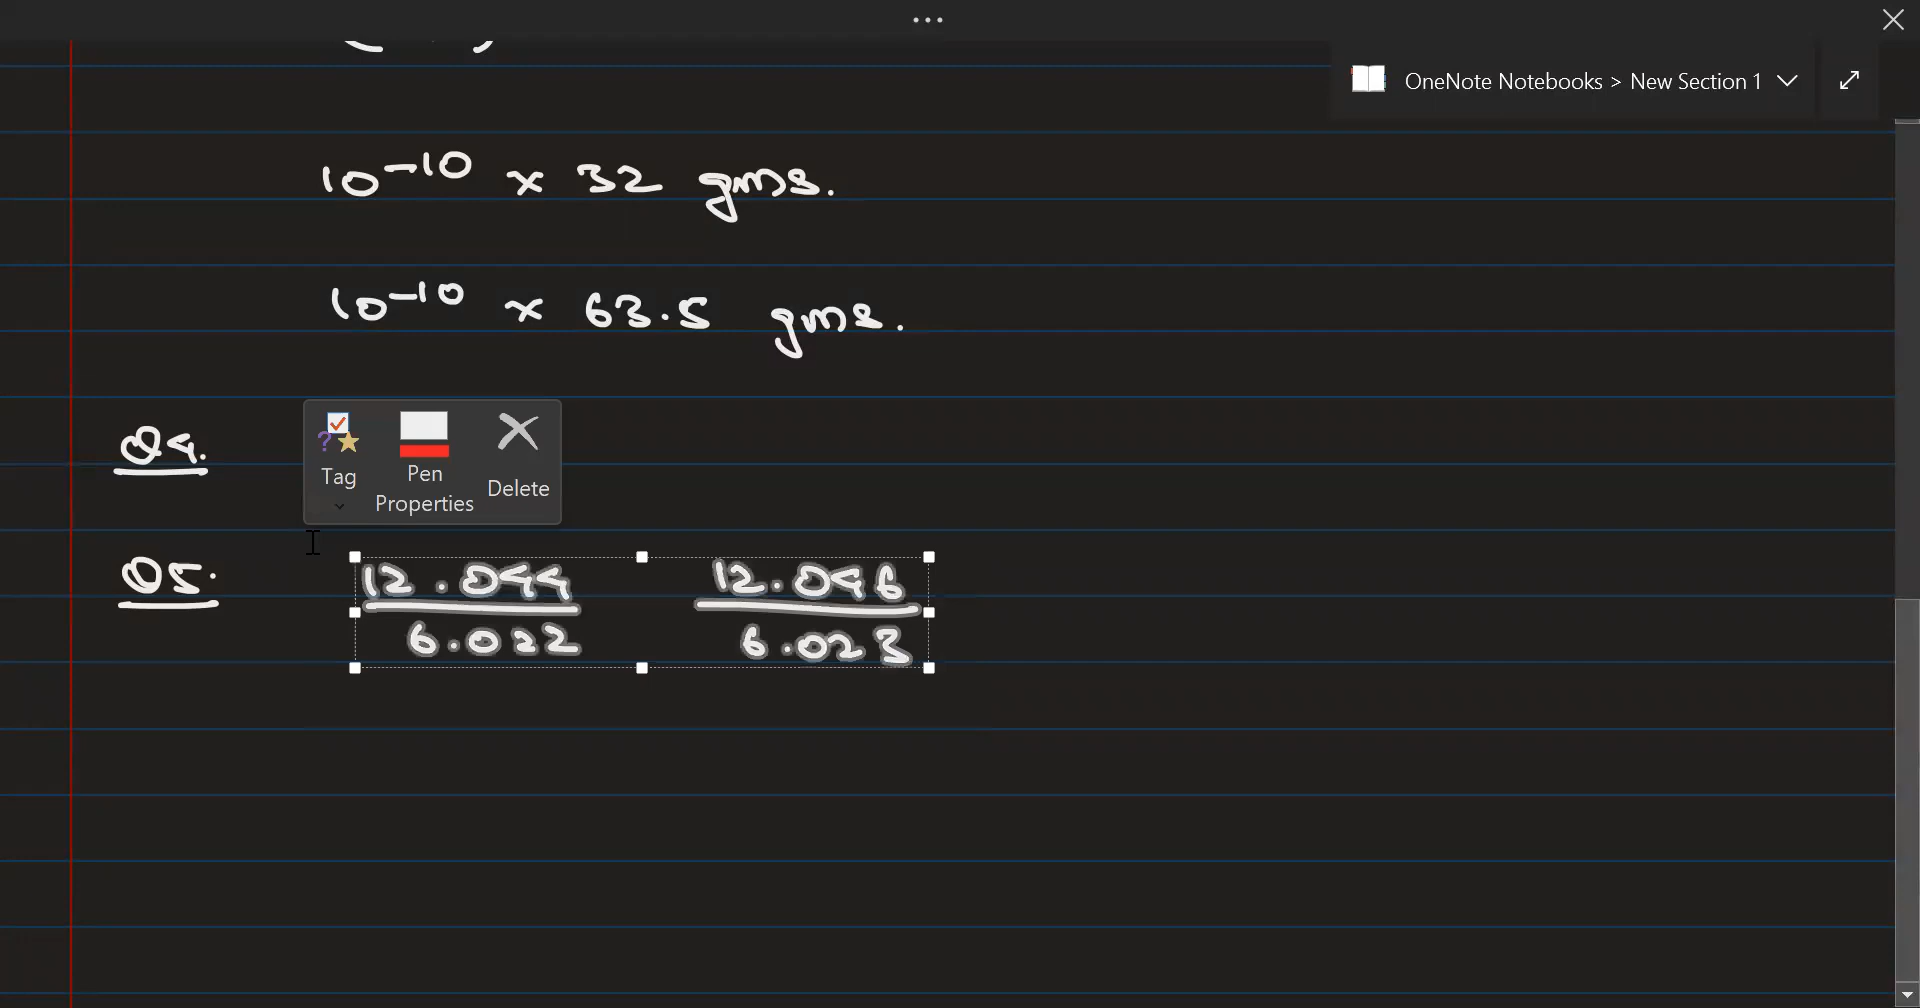 ...
OneNote Notebooks > New Section 1
10⁻¹⁰ × 32 gms.
10⁻¹⁰ × 63.5 gms.
Q4.
Tag
Pen Properties
Delete
Q5. 12.044 12.046
6.022 6.023